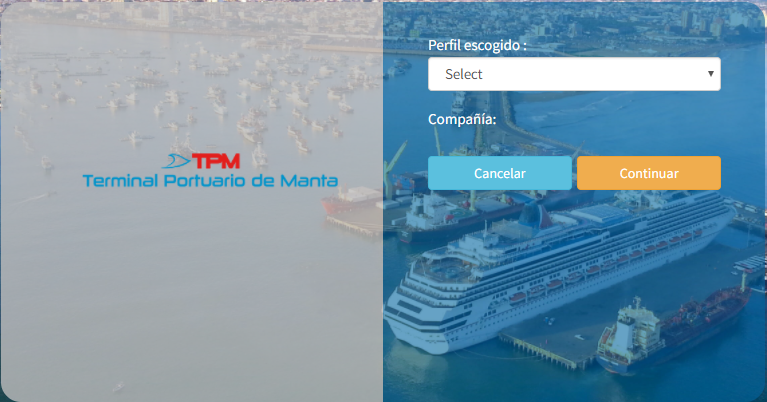 TPM
Terminal Portuario de Manta
Perfil escogido :
Select
Compañía:
Cancelar
Continuar